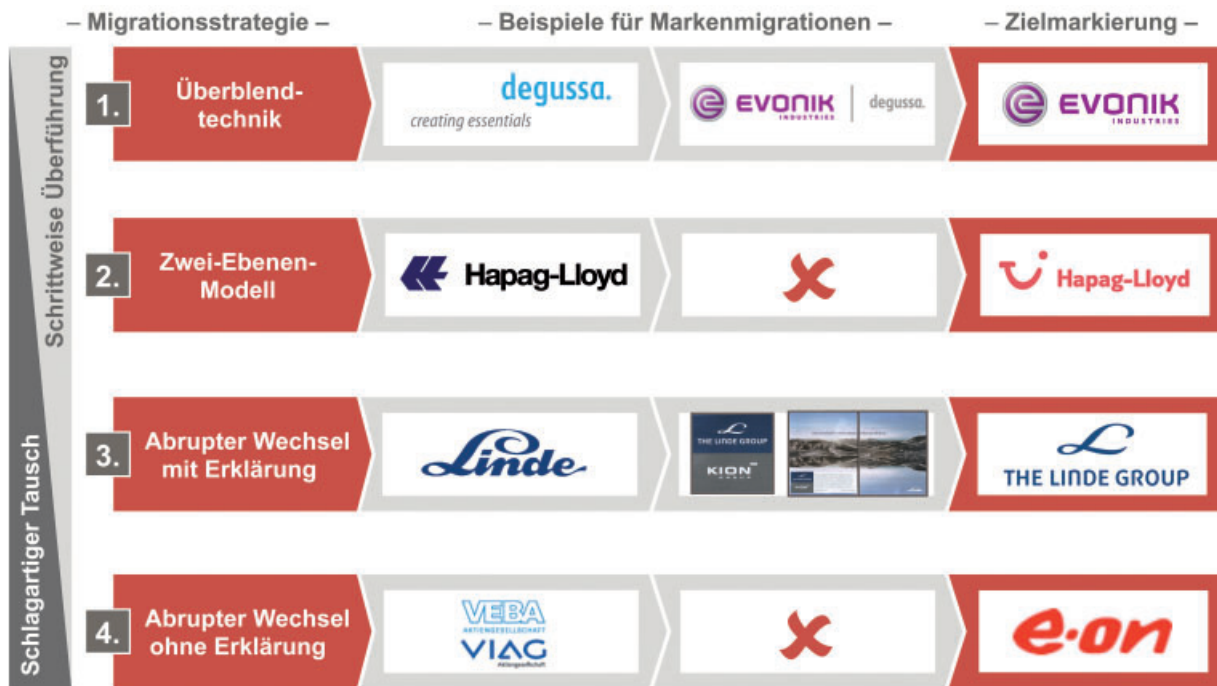 – Migrationsstrategie –
– Beispiele für Markenmigrationen –
– Zielmarkierung –
Schrittweise Überführung
Schlagartiger Tausch
1.
Überblend-
technik
degussa.
creating essentials
EVONIK
INDUSTRIES
degussa.
EVONIK
INDUSTRIES
2.
Zwei-Ebenen-
Modell
Hapag-Lloyd
Hapag-Lloyd
3.
Abrupter Wechsel
mit Erklärung
Linde
THE LINDE GROUP
KION
GROUP
THE LINDE GROUP
4.
Abrupter Wechsel
ohne Erklärung
VEBA
AKTIENGESELLSCHAFT
VIAG
Aktiengesellschaft
e·on